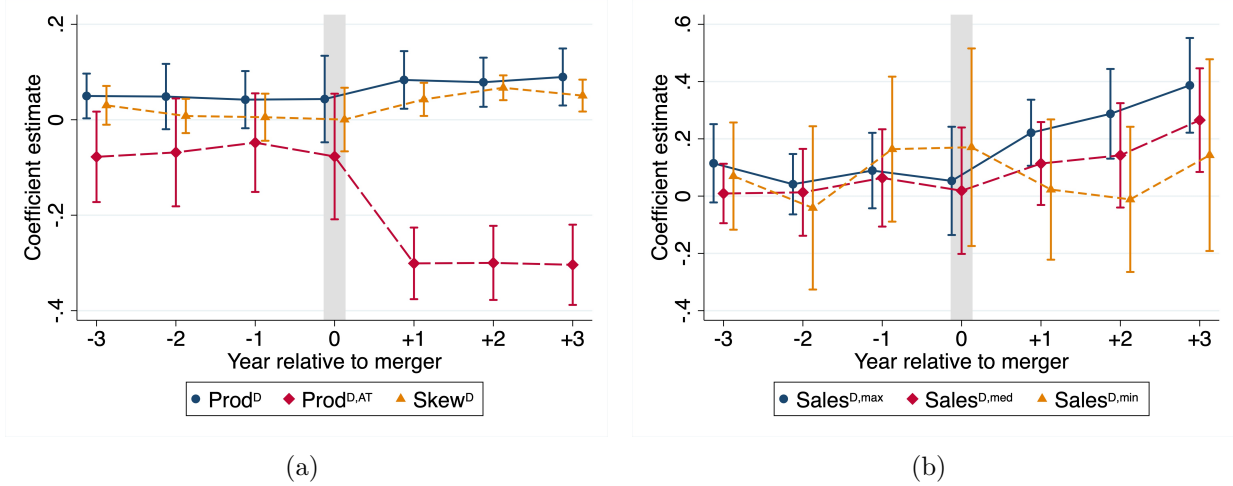 Coefficient estimate
.2
0
-.2
-.4
-3 -2 -1 0 +1 +2 +3
Year relative to merger
Prod^D Prod^D,AT Skew^D
(a)
Coefficient estimate
.6
.4
.2
0
-.2
-.4
-3 -2 -1 0 +1 +2 +3
Year relative to merger
Sales^D,max Sales^D,med Sales^D,min
(b)